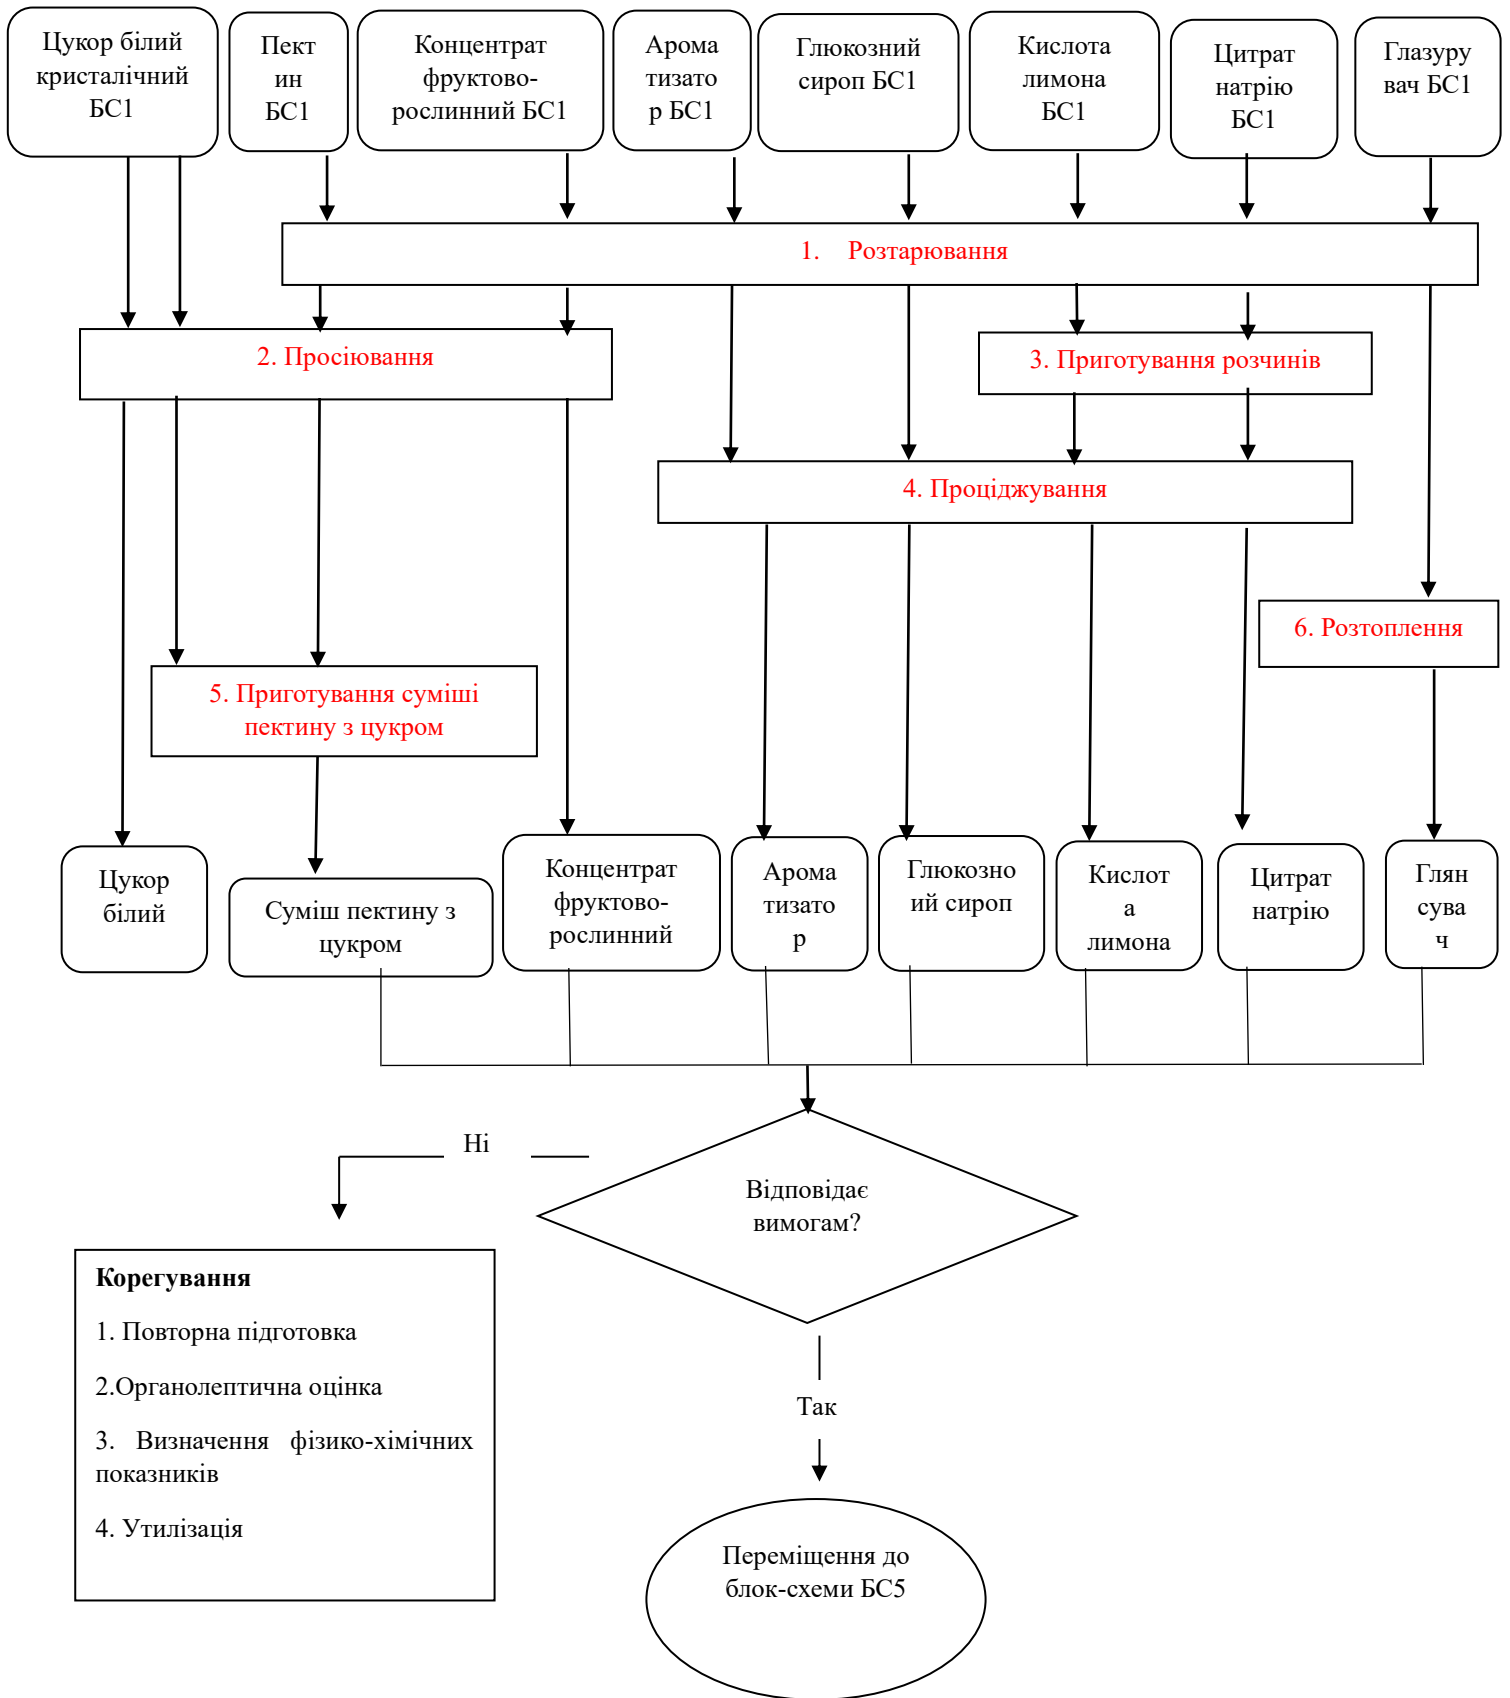 Цукор білий
кристалічний
БС1
Пект
ин
БС1
Концентрат
фруктово-
рослинний БС1
Арома
тизато
р БС1
Глюкозний
сироп БС1
Кислота
лимона
БС1
Цитрат
натрію
БС1
Глазуру
вач БС1
1. Розтарювання
2. Просіювання
3. Приготування розчинів
4. Проціджування
6. Розтоплення
5. Приготування суміші
пектину з цукром
Цукор
білий
Суміш пектину з
цукром
Концентрат
фруктово-
рослинний
Арома
тизато
р
Глюкозно
ий сироп
Кислот
а
лимона
Цитрат
натрію
Глян
сува
ч
Ні
Відповідає
вимогам?
Корегування
1. Повторна підготовка
2.Органолептична оцінка
3. Визначення фізико-хімічних
показників
4. Утилізація
Так
Переміщення до
блок-схеми БС5